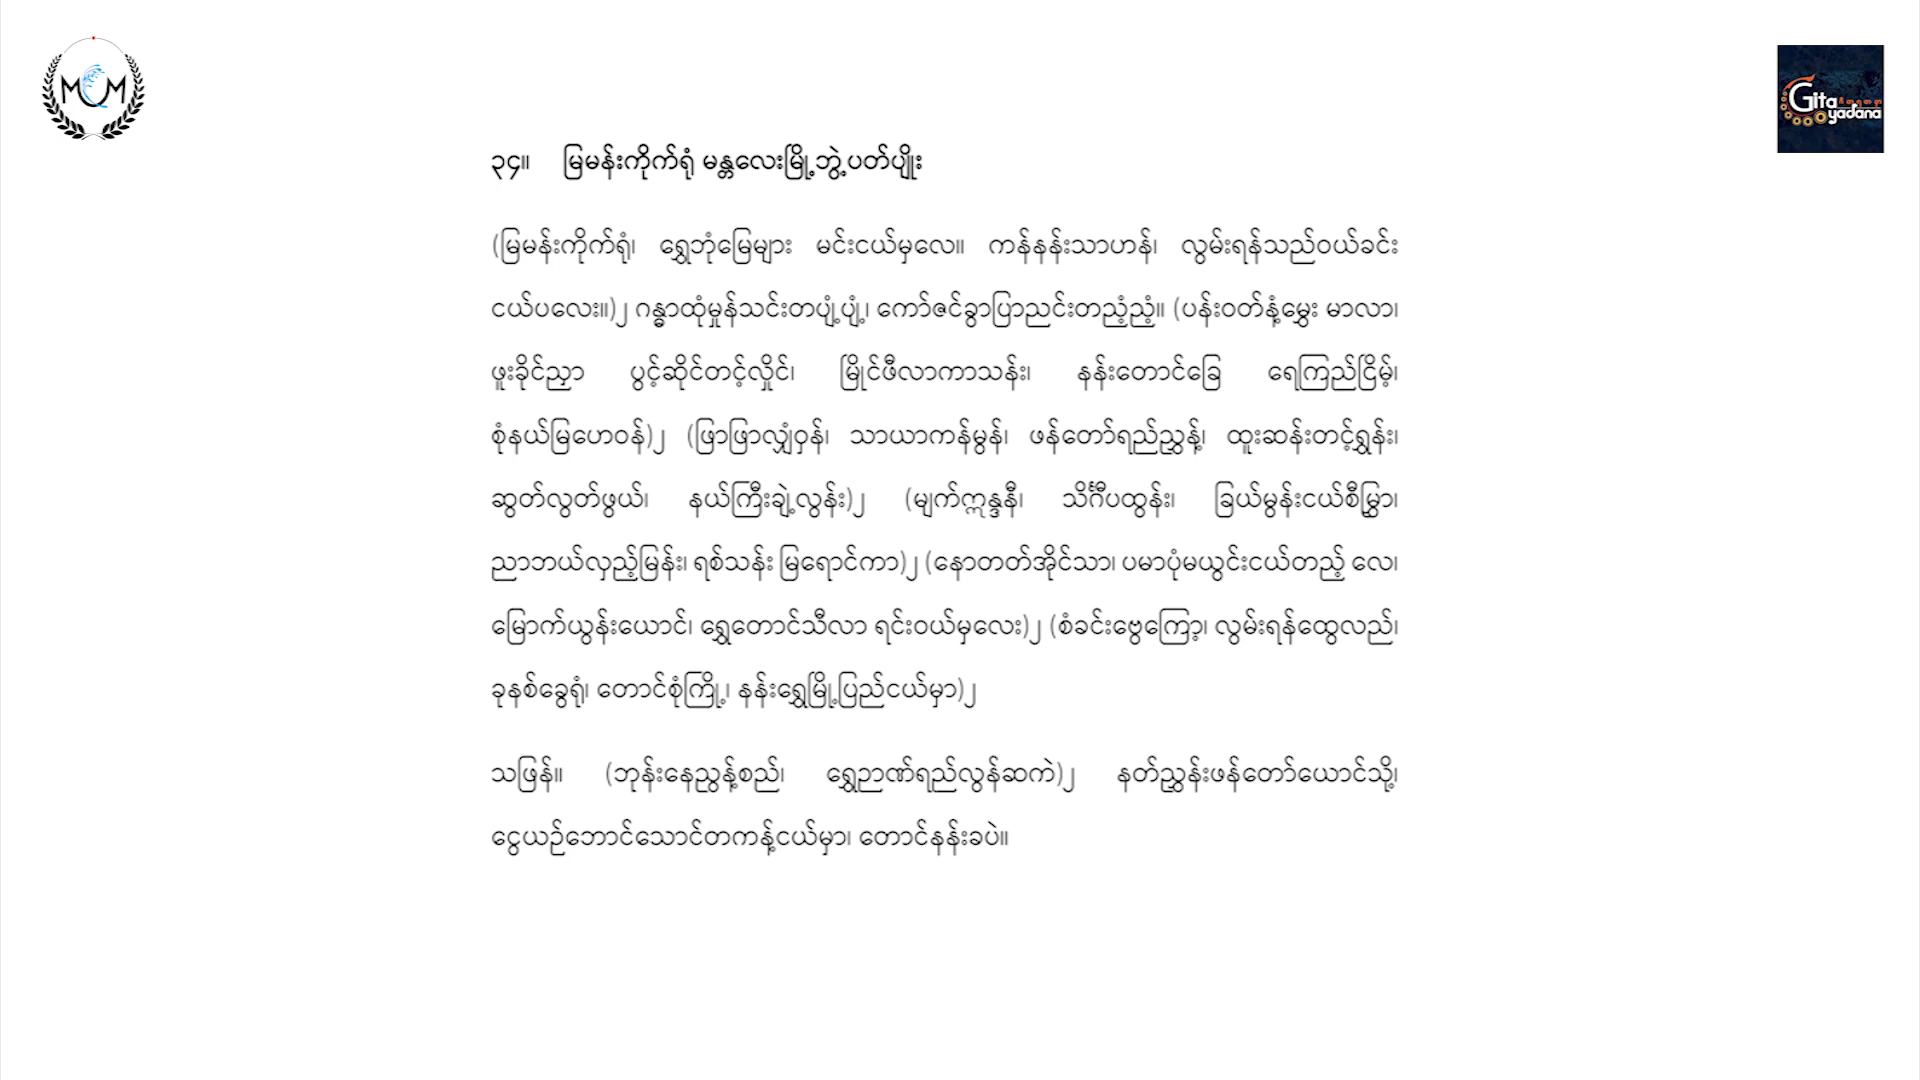 MCM
Gita
ဂီတရတနာ
yadana
၃၄။ မြမန်းကိုက်ရုံ မန္တလေးမြို့ဘွဲ့ပတ်ပျိုး
(မြမန်းကိုက်ရုံ၊ ရွှေဘုံမြေများ မင်းငယ်မှလေ။ ကန်နန်းသာဟန်၊ လွမ်းရန်သည်ဝယ်ခင်း
ငယ်ပလေး။)၂ ဂန္ဓာထုံမှုန်သင်းတပျံ့ပျံ့၊ ကော်ဇင်ခွာပြာညင်းတညံ့ညံ့။ (ပန်းဝတ်နံ့မွှေး မာလာ၊
ဖူးခိုင်ညှာ ပွင့်ဆိုင်တင့်လှိုင်၊ မြိုင်ဖီလာကာသန်း၊ နန်းတောင်ခြေ ရေကြည်ငြိမ့်၊
စုံနယ်မြဟေဝန်)၂ (ဖြာဖြာလျှံဝှန်၊ သာယာကန်မွန်၊ ဖန်တော်ရည်ညွှန့်၊ ထူးဆန်းတင့်ရွှန်း၊
ဆွတ်လွတ်ဖွယ်၊ နယ်ကြီးချဲ့လွန်း)၂ (မျက်ဣန္ဒနီ၊ သိင်္ဂီပထွန်း၊ ခြယ်မွန်းငယ်စီမြွှာ၊
ညာဘယ်လှည့်မြန်း၊ ရစ်သန်း မြရောင်ကာ)၂ (နောတတ်အိုင်သာ၊ ပမာပုံမယွင်းငယ်တည့် လေ၊
မြောက်ယွန်းယောင်၊ ရွှေတောင်သီလာ ရင်းဝယ်မှလေး)၂ (စံခင်းဗွေကြော့၊ လွမ်းရန်ထွေလည်၊
ခုနစ်ခွေရုံ၊ တောင်စုံကြို့၊ နန်းရွှေမြို့ပြည်ငယ်မှာ)၂
သဖြန်။ (ဘုန်းနေညွန့်စည်၊ ရွှေဉာဏ်ရည်လွန်ဆကဲ)၂ နတ်ညွှန်းဖန်တော်ယောင်သို့၊
ငွေယဉ်ဘောင်သောင်တကန့်ငယ်မှာ၊ တောင်နန်းခပဲ။